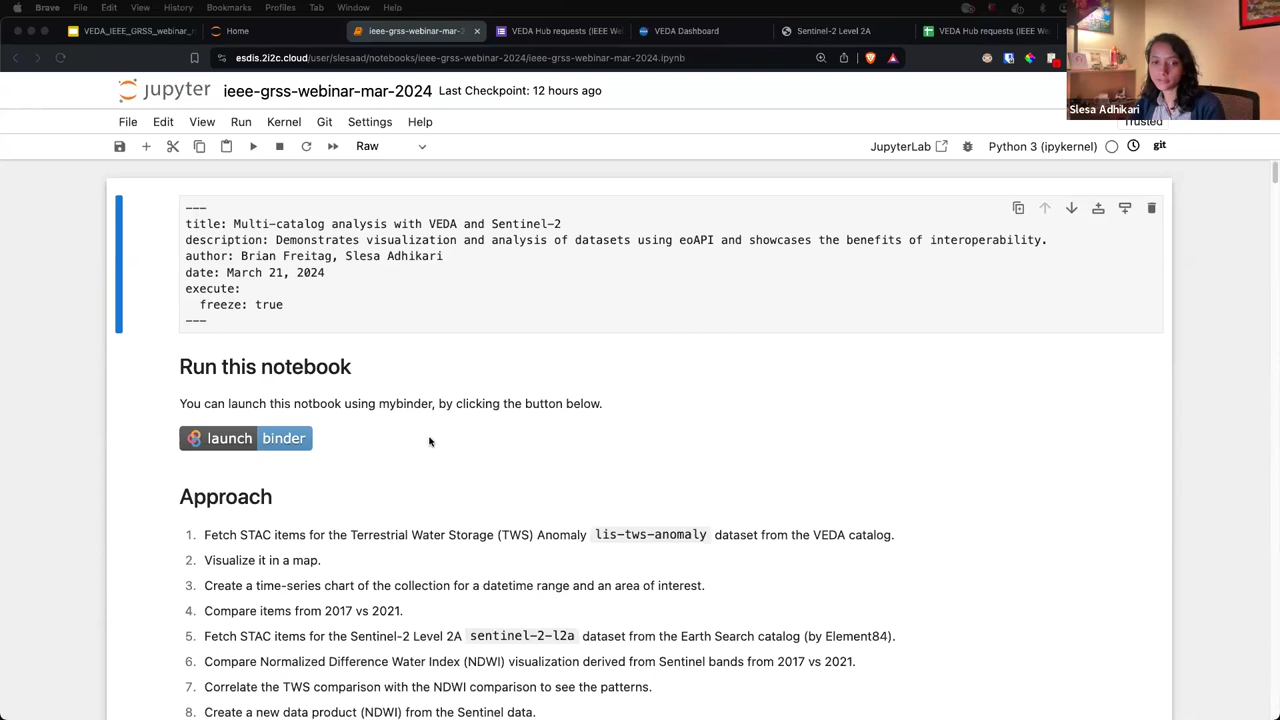 Brave File Edit View History Bookmarks Profiles Tab Window Help
VEDA_IEEE_GRSS_webinar_ Home ieee-grss-webinar-mar-2 VEDA Hub requests (IEEE We VEDA Dashboard Sentinel-2 Level 2A VEDA Hub requests (IEEE We
esdis.2i2c.cloud/user/slesaad/notebooks/ieee-grss-webinar-2024/ieee-grss-webinar-mar-2024.ipynb
jupyter ieee-grss-webinar-mar-2024 Last Checkpoint: 12 hours ago
Slesa Adhikari
Trusted
File Edit View Run Kernel Git Settings Help
Raw JupyterLab Python 3 (ipykernel) git
---
title: Multi-catalog analysis with VEDA and Sentinel-2
description: Demonstrates visualization and analysis of datasets using eoAPI and showcases the benefits of interoperability.
author: Brian Freitag, Slesa Adhikari
date: March 21, 2024
execute:
freeze: true
---
Run this notebook
You can launch this notbook using mybinder, by clicking the button below.
launch binder
Approach
1. Fetch STAC items for the Terrestrial Water Storage (TWS) Anomaly lis-tws-anomaly dataset from the VEDA catalog.
2. Visualize it in a map.
3. Create a time-series chart of the collection for a datetime range and an area of interest.
4. Compare items from 2017 vs 2021.
5. Fetch STAC items for the Sentinel-2 Level 2A sentinel-2-l2a dataset from the Earth Search catalog (by Element84).
6. Compare Normalized Difference Water Index (NDWI) visualization derived from Sentinel bands from 2017 vs 2021.
7. Correlate the TWS comparison with the NDWI comparison to see the patterns.
8. Create a new data product (NDWI) from the Sentinel data.